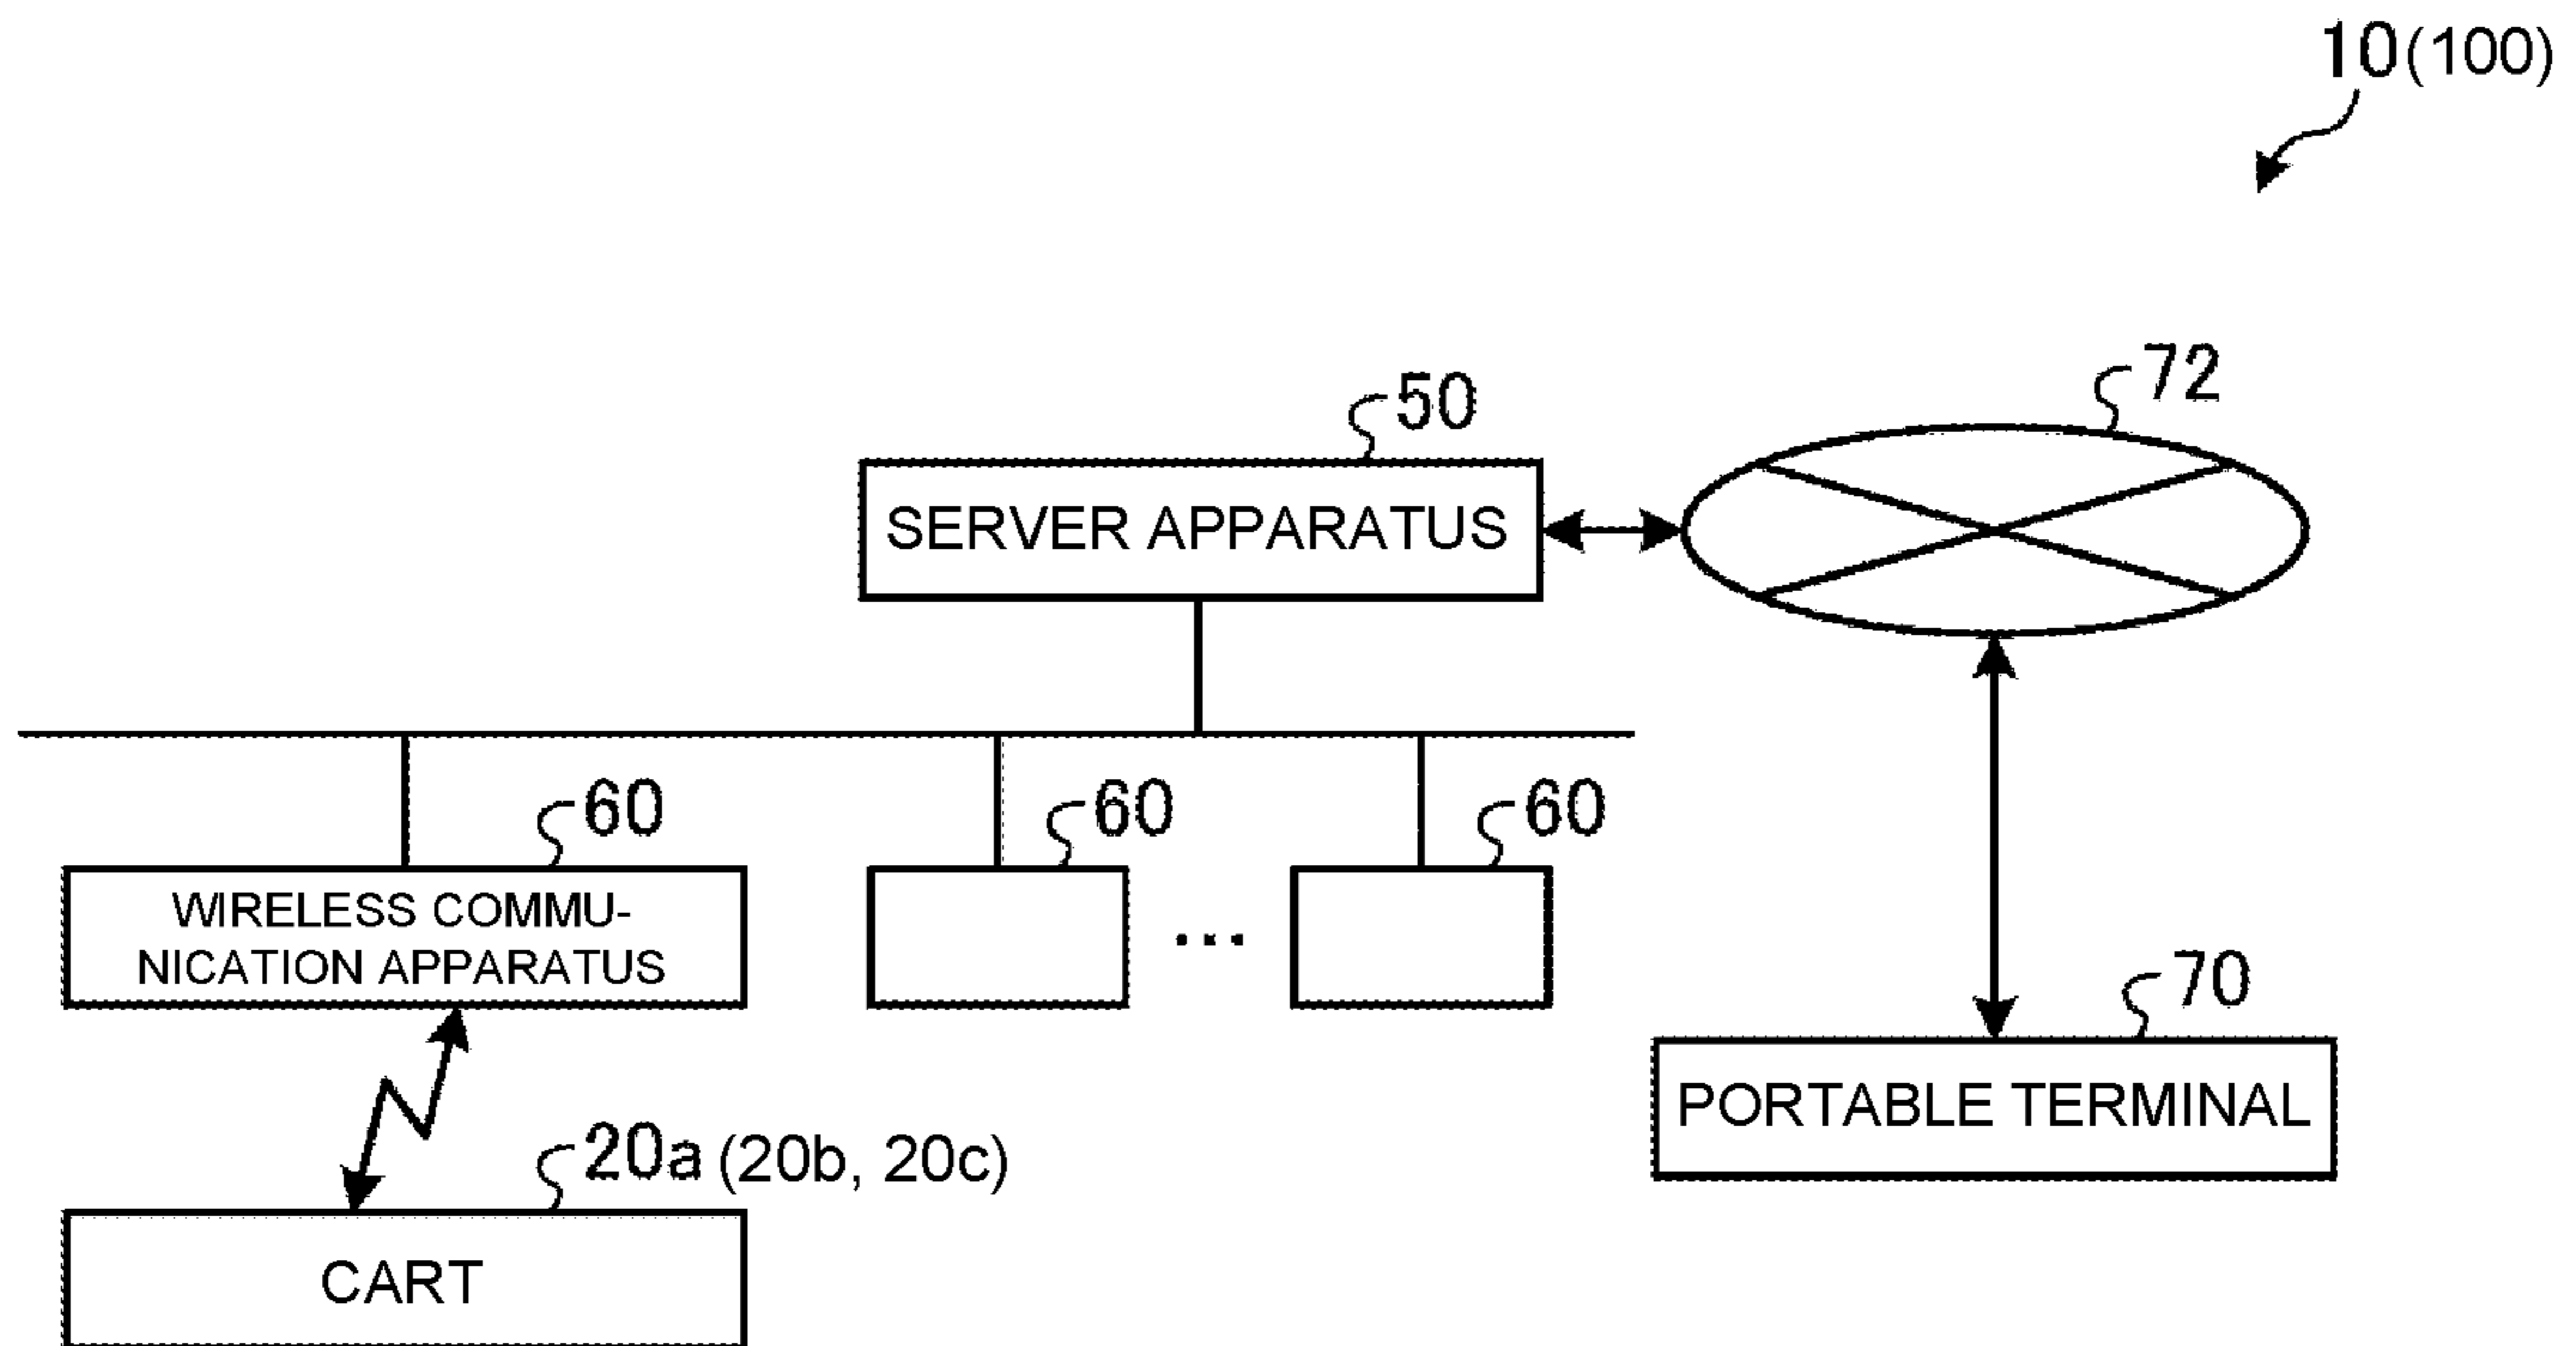 10(100)
72
50
SERVER APPARATUS
60
60
60
WIRELESS COMMU-
NICATION APPARATUS
...
70
PORTABLE TERMINAL
20a (20b, 20c)
CART